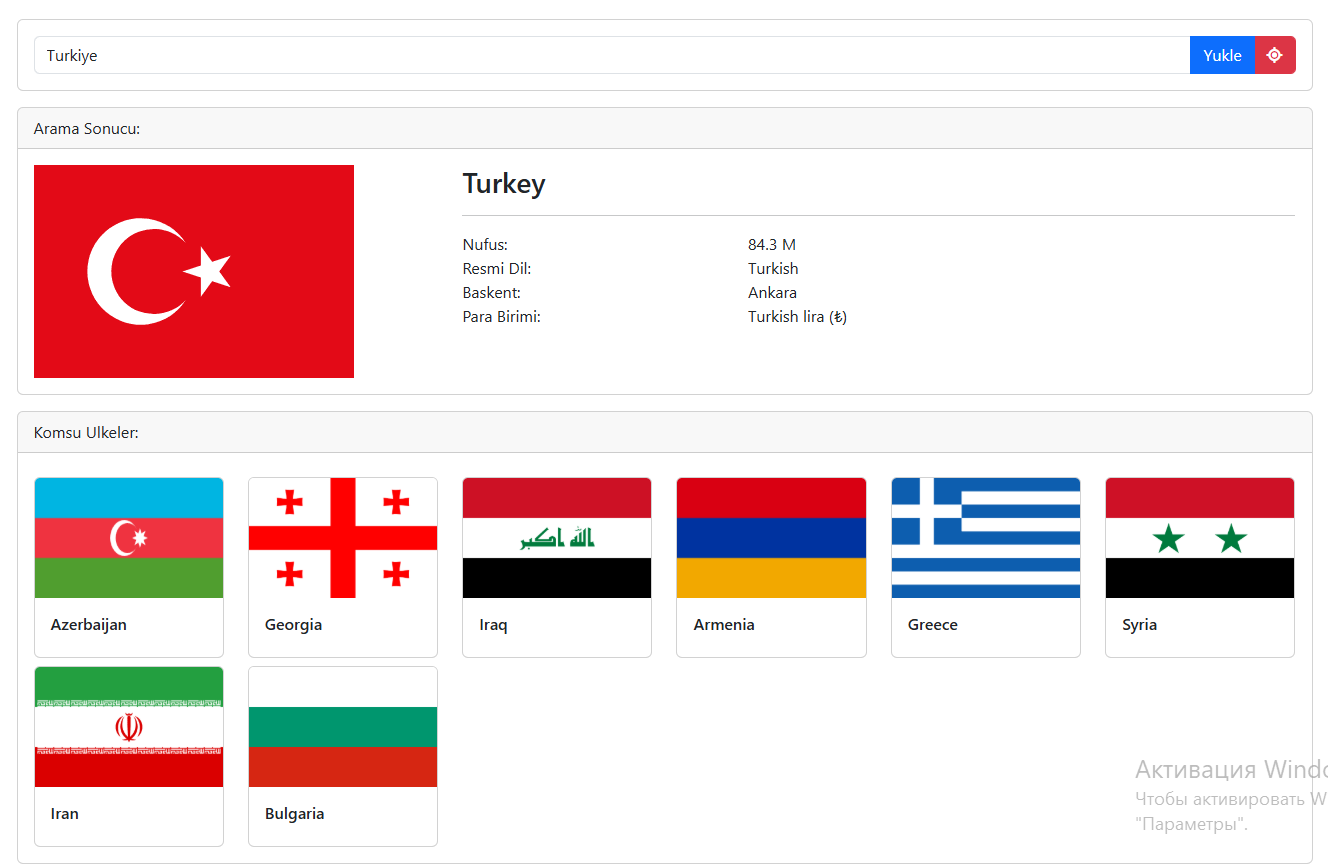 Turkiye
Yukle
Arama Sonucu:
Turkey
Nufus: 84.3 M
Resmi Dil: Turkish
Baskent: Ankara
Para Birimi: Turkish lira (₺)
Komsu Ulkeler:
الله اكبر
Azerbaijan Georgia Iraq Armenia Greece Syria
Iran Bulgaria
Активация Windo
Чтобы активировать W
"Параметры".